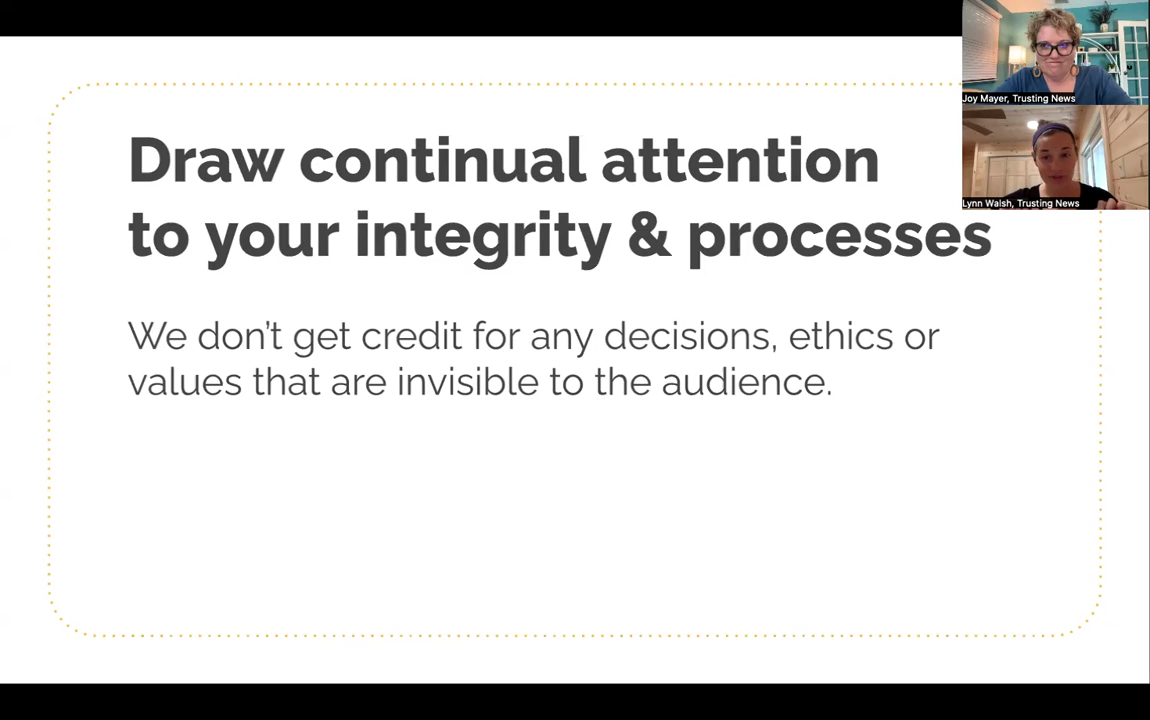 Draw continual attention
to your integrity & processes
We don’t get credit for any decisions, ethics or
values that are invisible to the audience.
Joy Mayer, Trusting News
Lynn Walsh, Trusting News